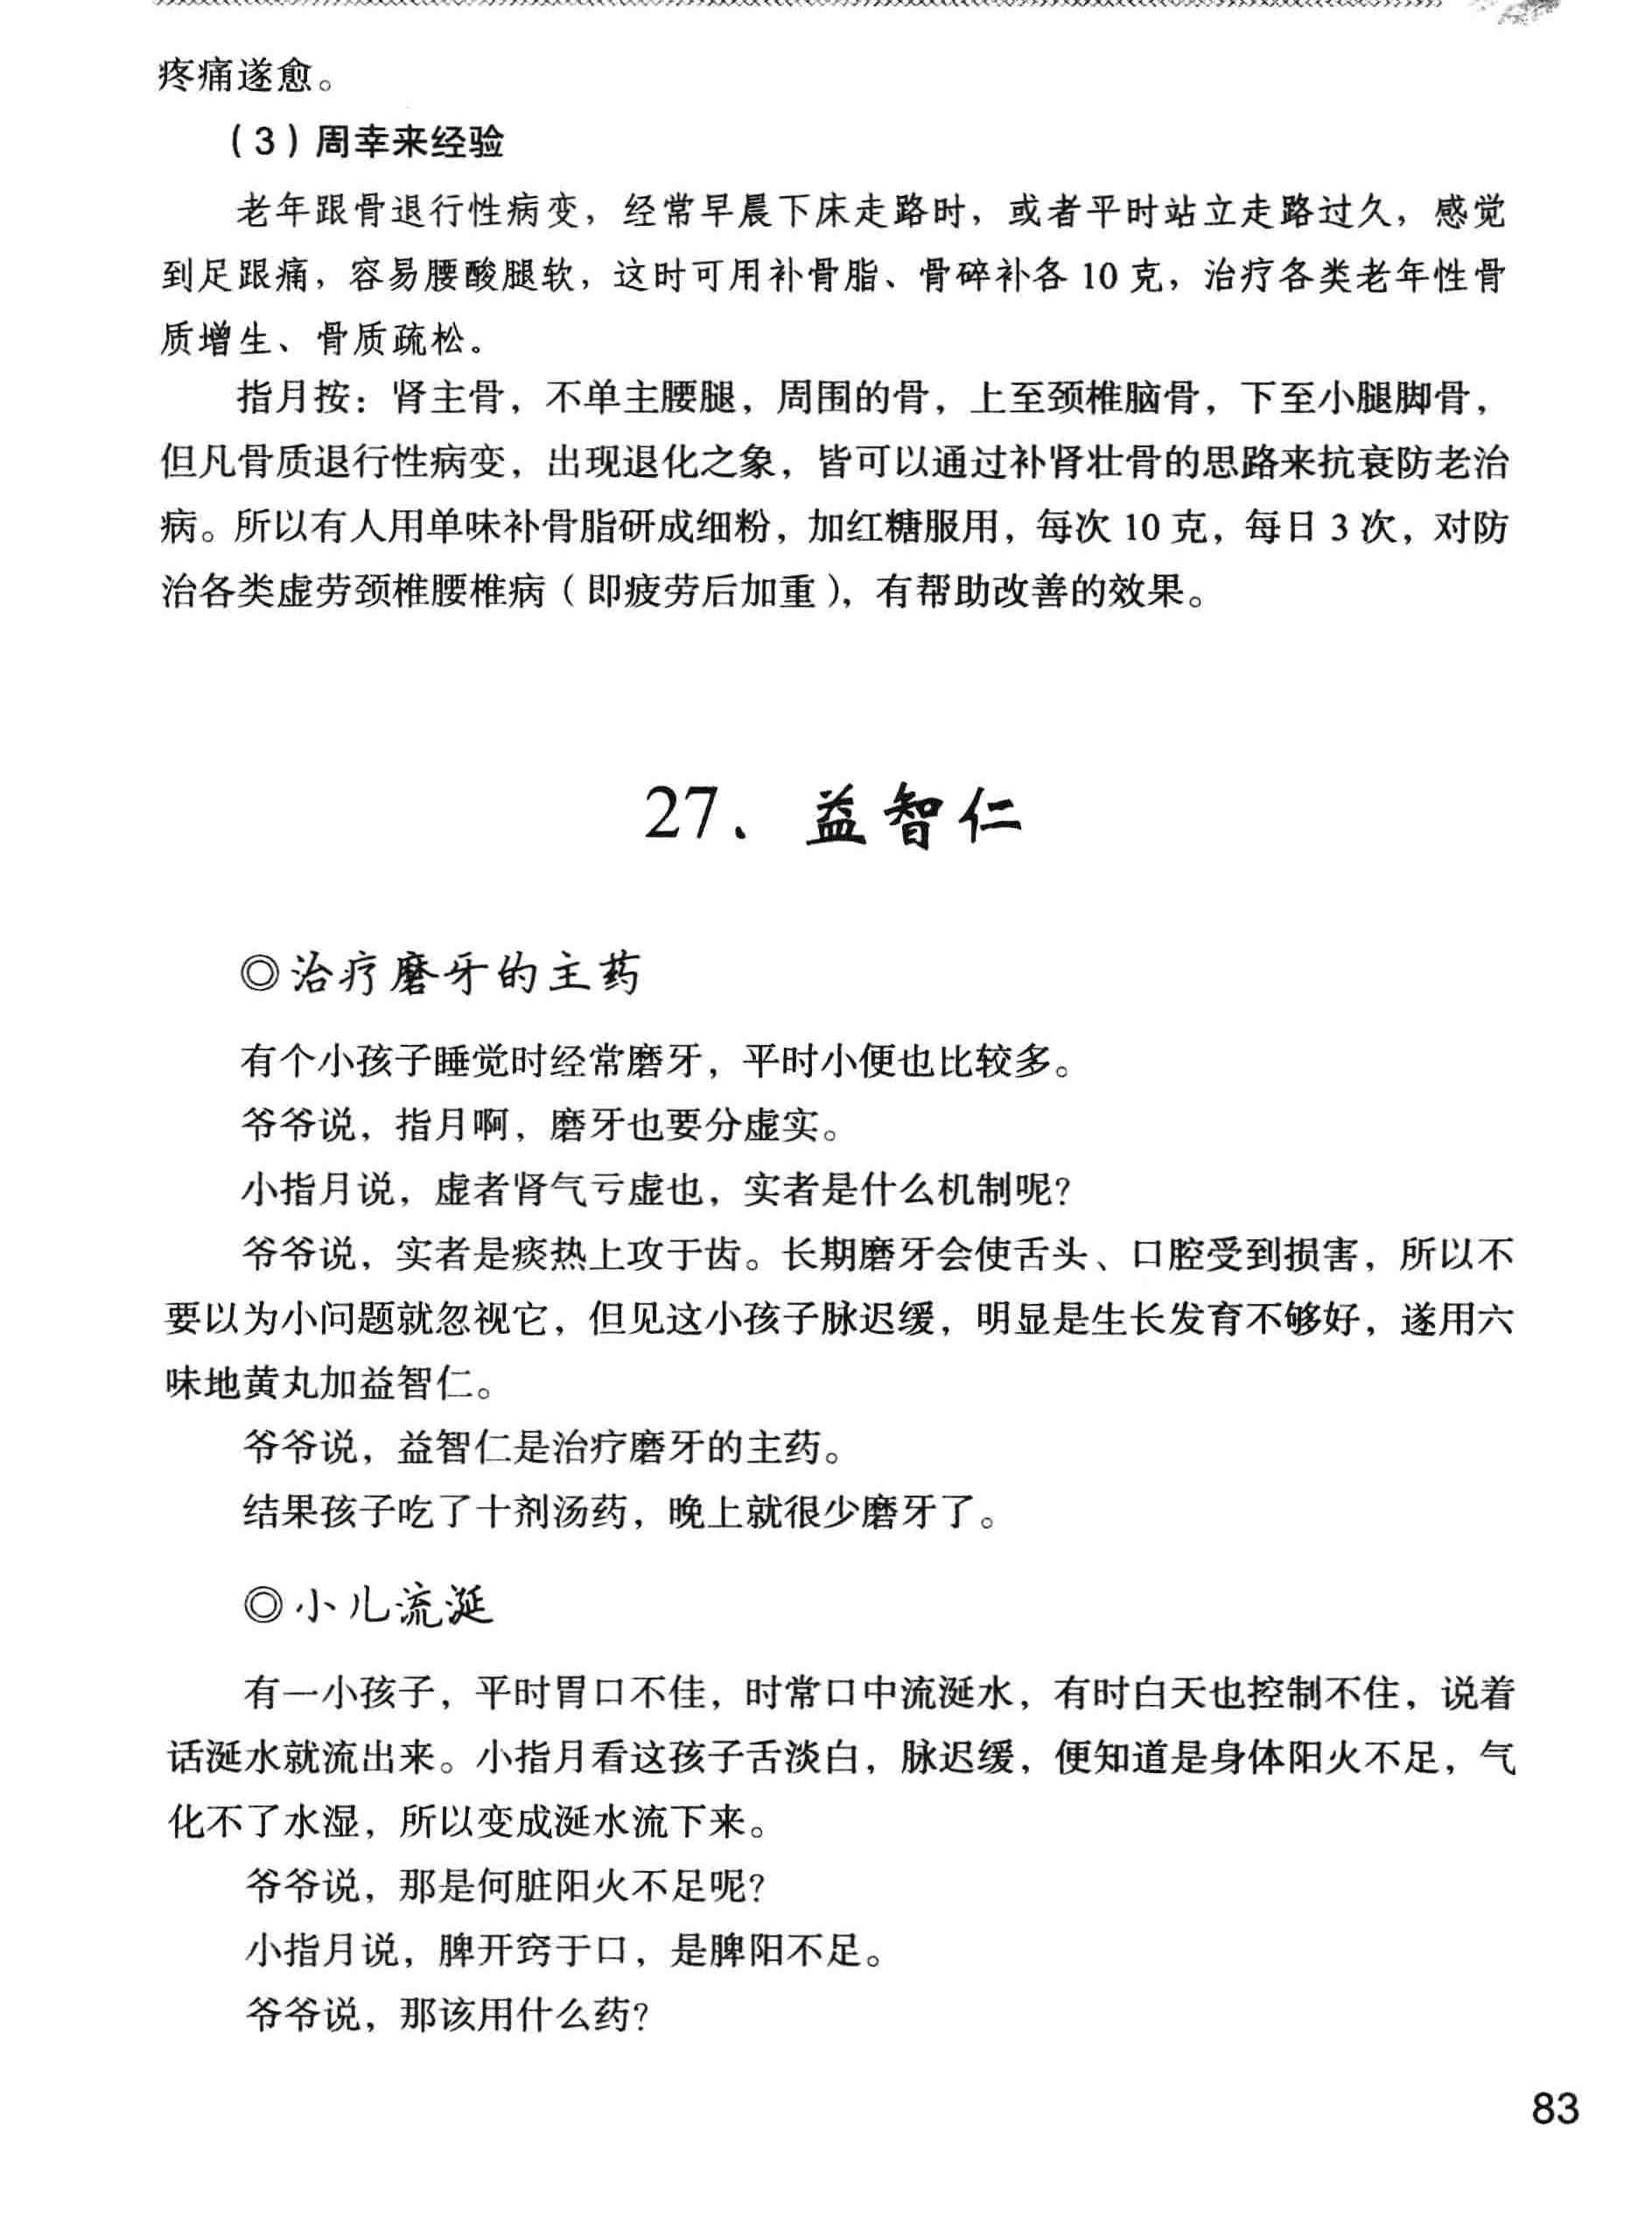 疼痛遂愈。
（3）周幸来经验
老年跟骨退行性病变，经常早晨下床走路时，或者平时站立走路过久，感觉
到足跟痛，容易腰酸腿软，这时可用补骨脂、骨碎补各 10 克，治疗各类老年性骨
质增生、骨质疏松。
指月按：肾主骨，不单主腰腿，周围的骨，上至颈椎脑骨，下至小腿脚骨，
但凡骨质退行性病变，出现退化之象，皆可以通过补肾壮骨的思路来抗衰防老治
病。所以有人用单味补骨脂研成细粉，加红糖服用，每次 10 克，每日 3 次，对防
治各类虚劳颈椎腰椎病（即疲劳后加重），有帮助改善的效果。
27、益智仁
◎治疗磨牙的主药
有个小孩子睡觉时经常磨牙，平时小便也比较多。
爷爷说，指月啊，磨牙也要分虚实。
小指月说，虚者肾气亏虚也，实者是什么机制呢？
爷爷说，实者是痰热上攻于齿。长期磨牙会使舌头、口腔受到损害，所以不
要以为小问题就忽视它，但见这小孩子脉迟缓，明显是生长发育不够好，遂用六
味地黄丸加益智仁。
爷爷说，益智仁是治疗磨牙的主药。
结果孩子吃了十剂汤药，晚上就很少磨牙了。
◎小儿流涎
有一小孩子，平时胃口不佳，时常口中流涎水，有时白天也控制不住，说着
话涎水就流出来。小指月看这孩子舌淡白，脉迟缓，便知道是身体阳火不足，气
化不了水湿，所以变成涎水流下来。
爷爷说，那是何脏阳火不足呢？
小指月说，脾开窍于口，是脾阳不足。
爷爷说，那该用什么药？
83